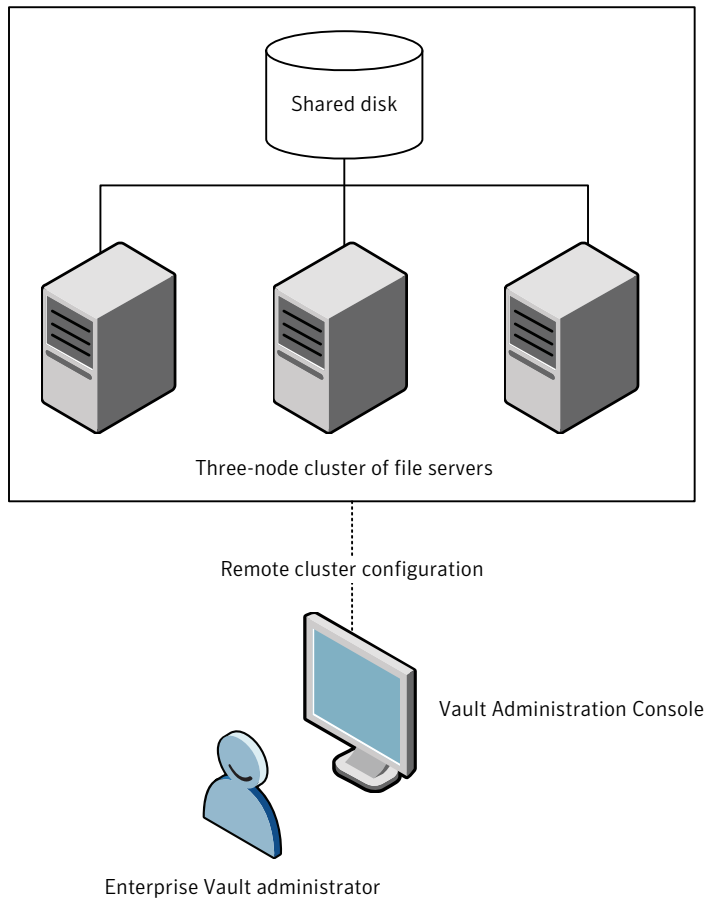 Shared disk
Three-node cluster of file servers
Remote cluster configuration
Vault Administration Console
Enterprise Vault administrator